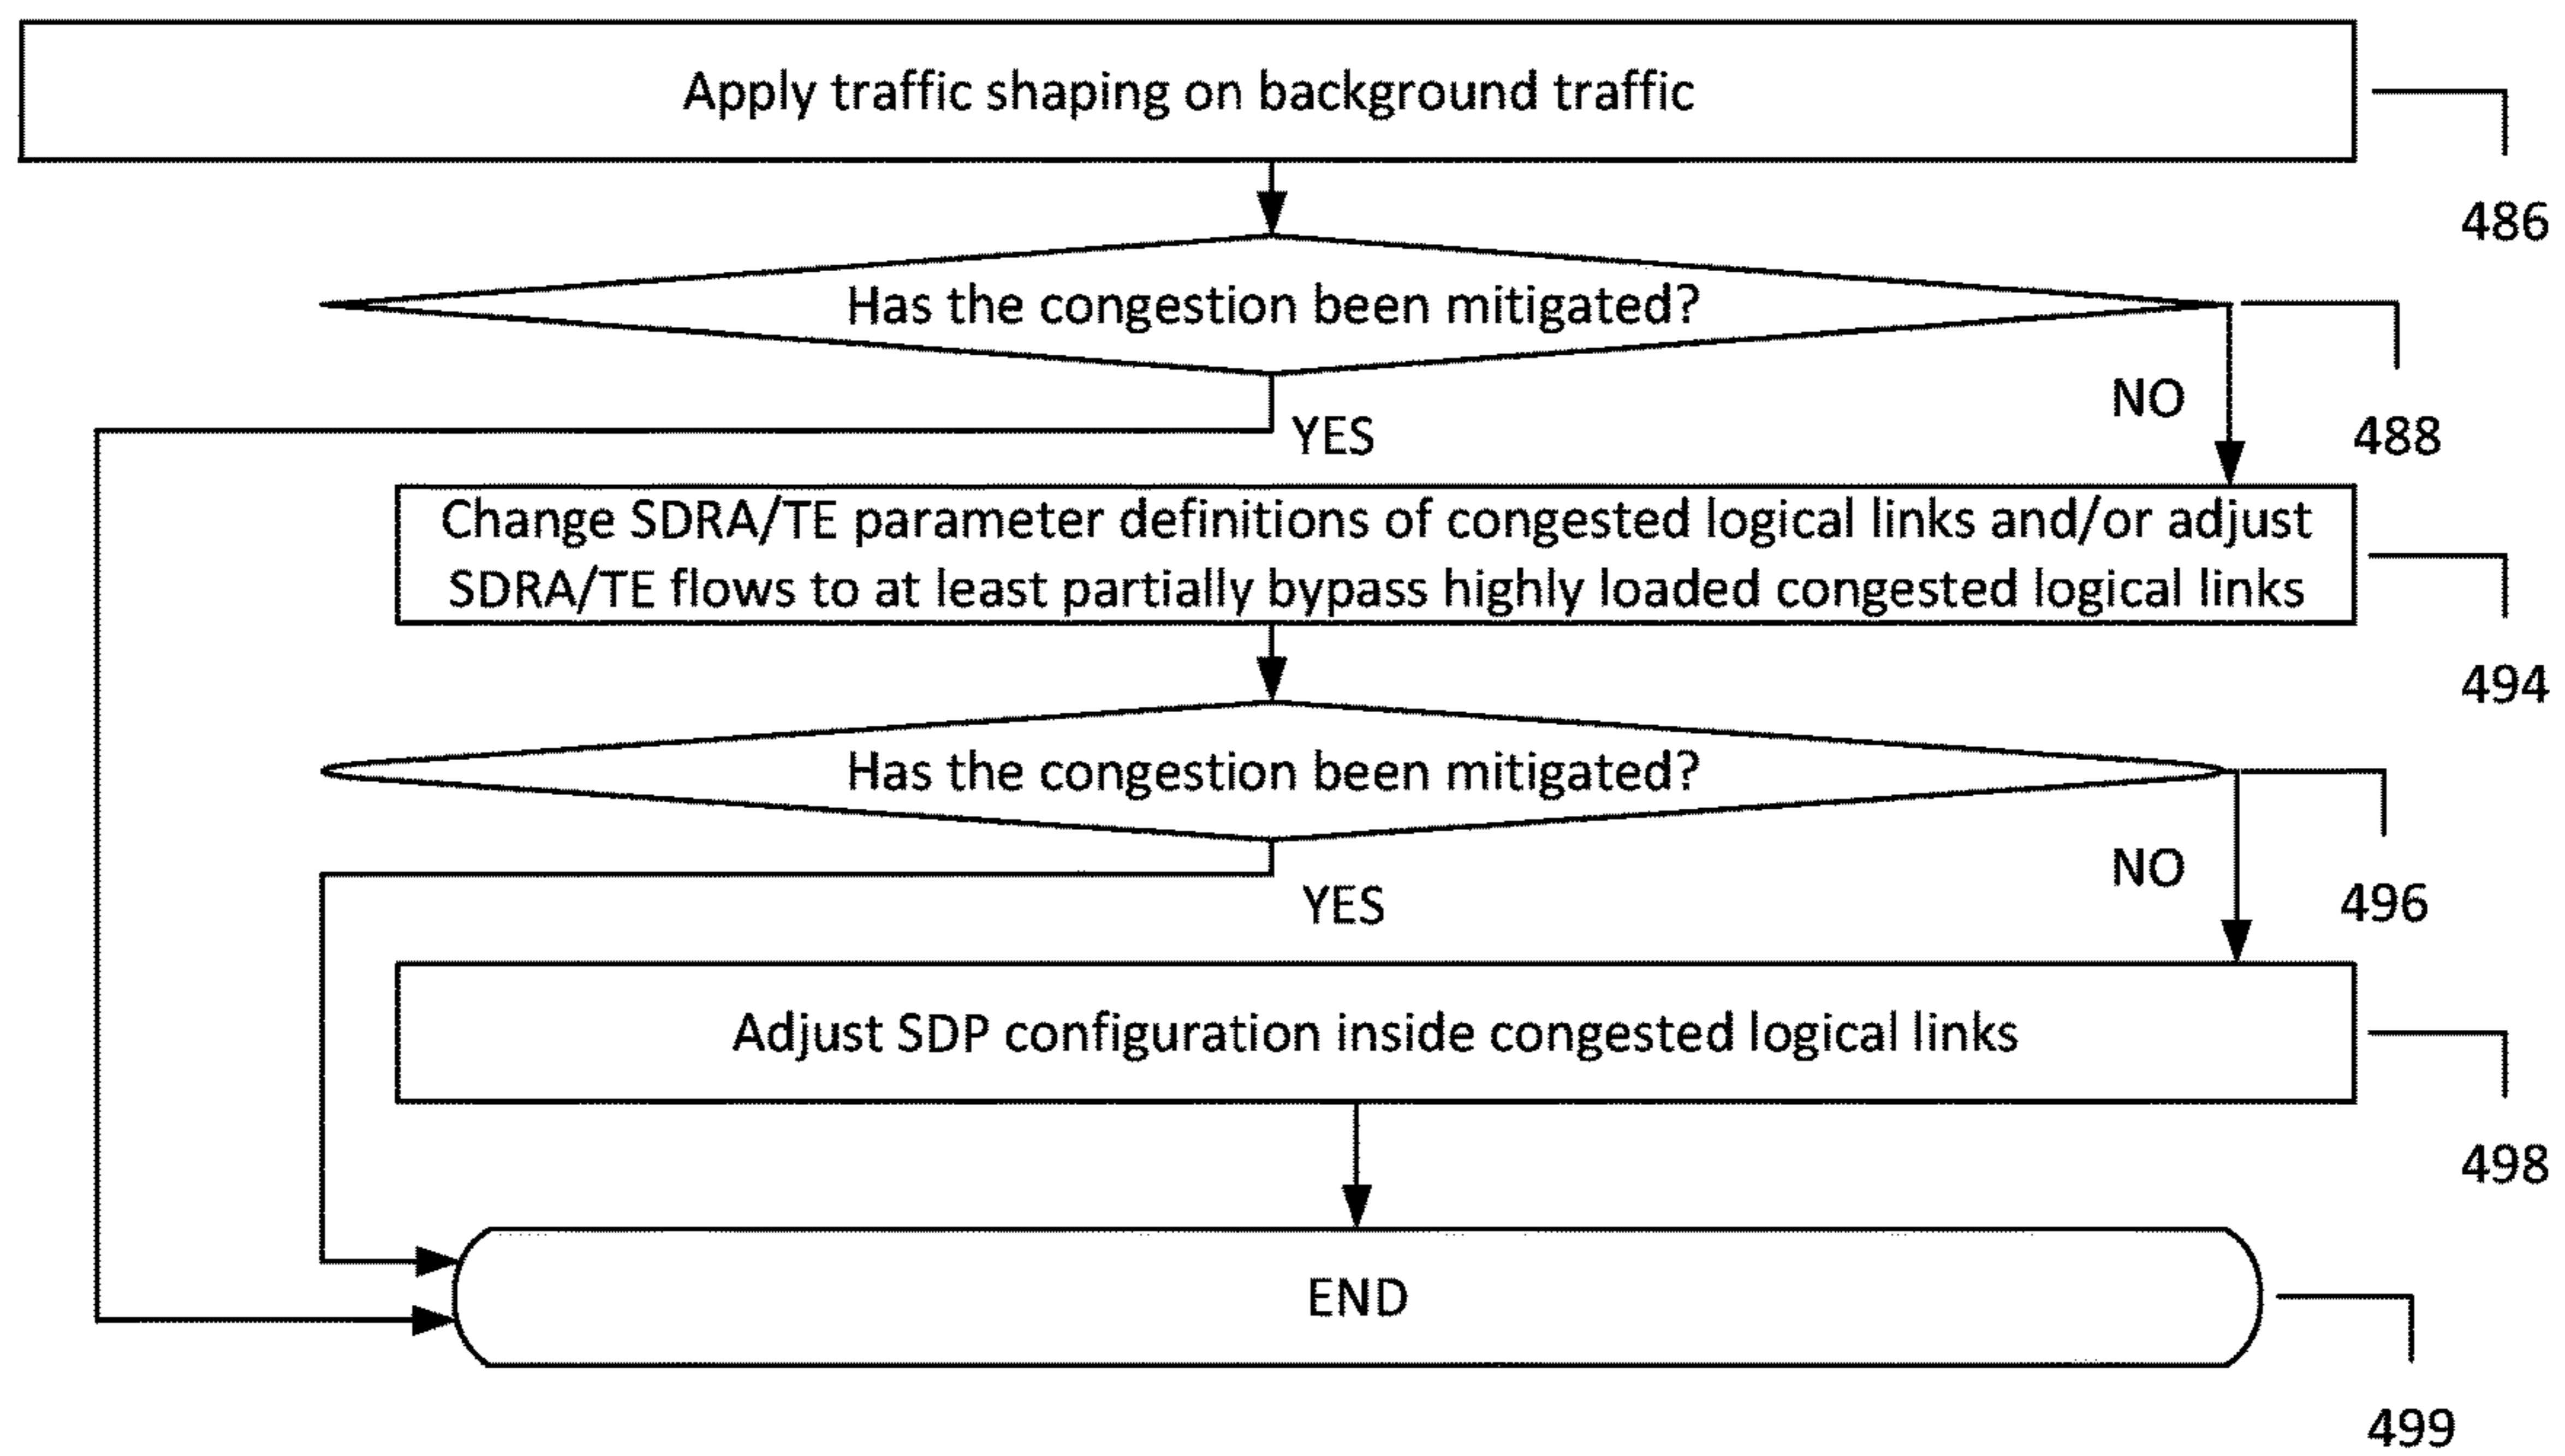 Apply traffic shaping on background traffic
486
Has the congestion been mitigated?
NO
YES
488
Change SDRA/TE parameter definitions of congested logical links and/or adjust
SDRA/TE flows to at least partially bypass highly loaded congested logical links
494
Has the congestion been mitigated?
NO
YES
496
Adjust SDP configuration inside congested logical links
498
END
499